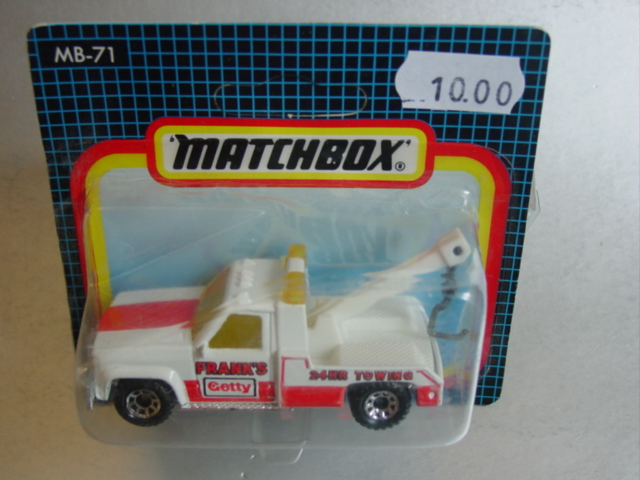 MB-71
10.00
"MATCHBOX"®
FRANK'S
Getty
24HR TOWING